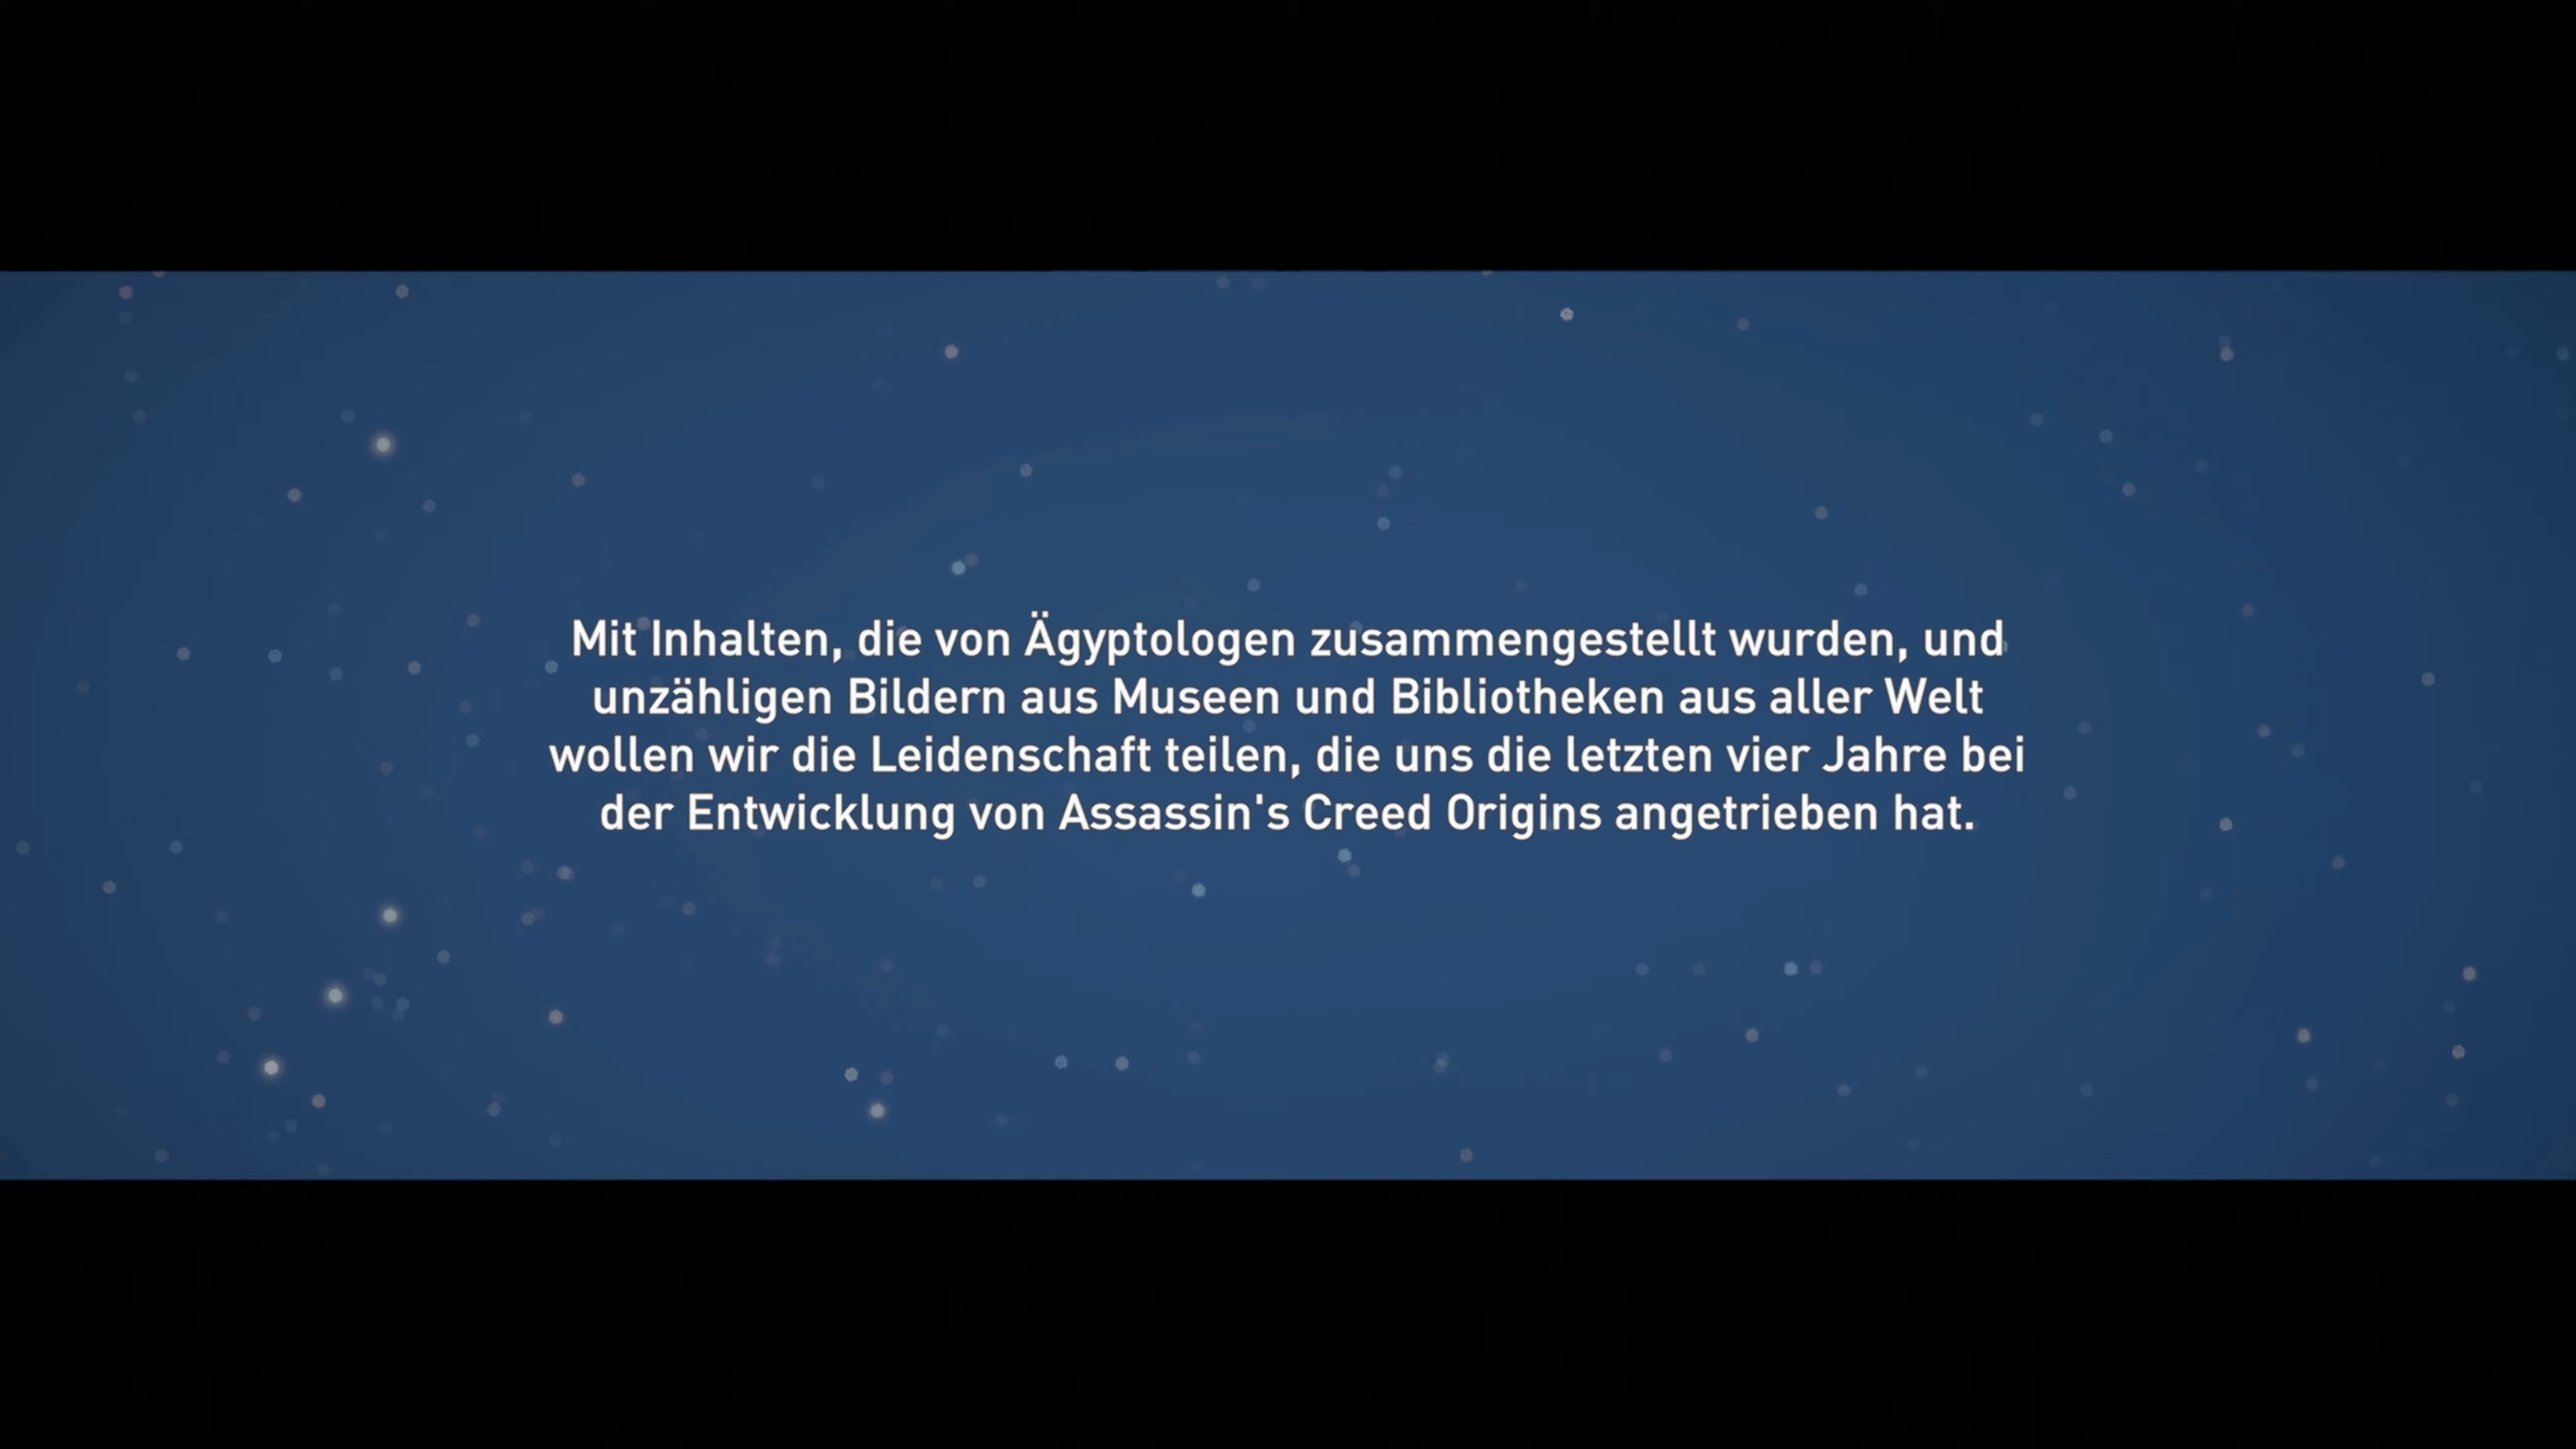 Mit Inhalten, die von Ägyptologen zusammengestellt wurden, und
unzähligen Bildern aus Museen und Bibliotheken aus aller Welt
wollen wir die Leidenschaft teilen, die uns die letzten vier Jahre bei
der Entwicklung von Assassin's Creed Origins angetrieben hat.